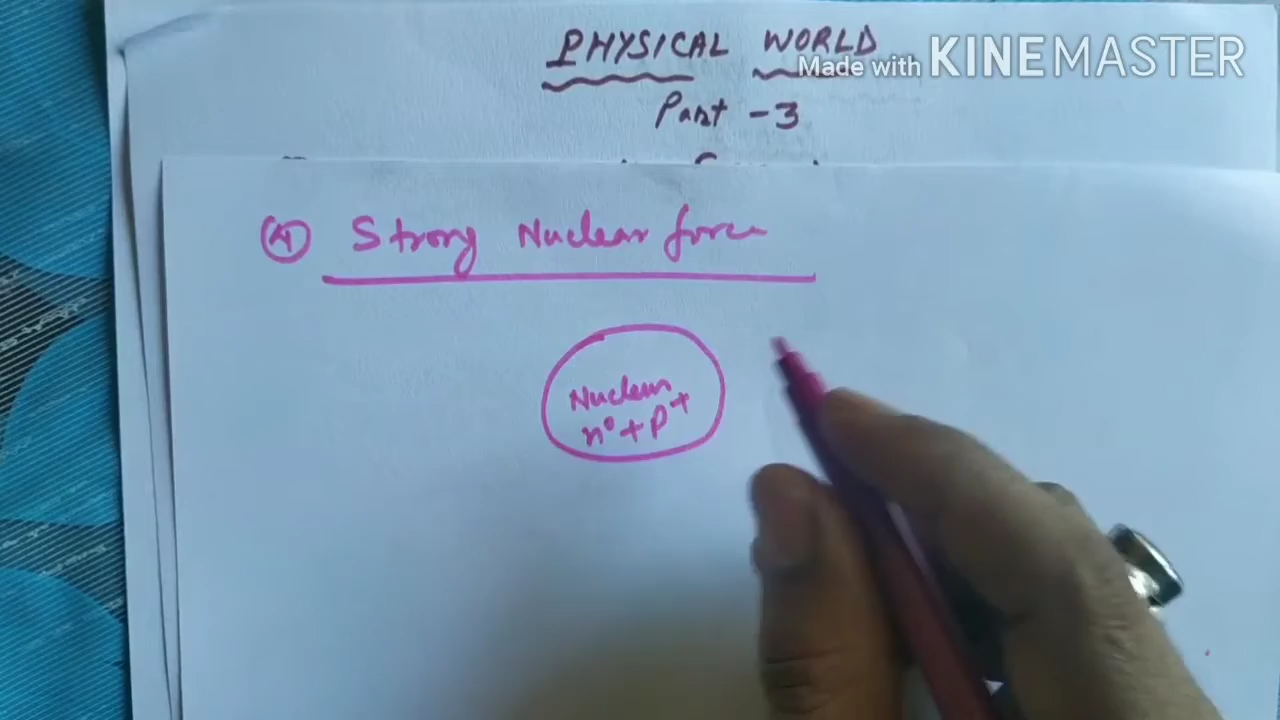 PHYSICAL WORLD
Made with KINEMASTER
Part -3
④ Strong Nuclear force
Nucleus
n° + P+